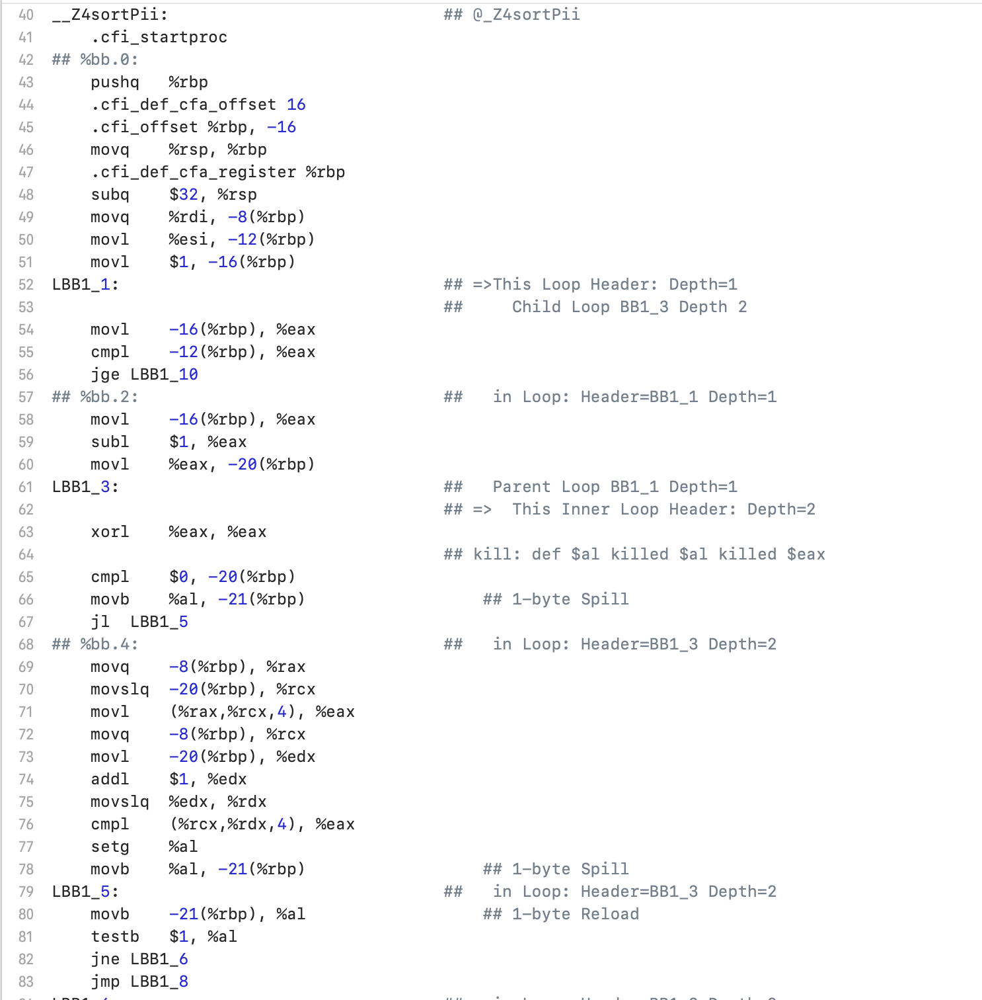 40 __Z4sortPii: ## @_Z4sortPii
41 .cfi_startproc
42 ## %bb.0:
43 pushq %rbp
44 .cfi_def_cfa_offset 16
45 .cfi_offset %rbp, -16
46 movq %rsp, %rbp
47 .cfi_def_cfa_register %rbp
48 subq $32, %rsp
49 movq %rdi, -8(%rbp)
50 movl %esi, -12(%rbp)
51 movl $1, -16(%rbp)
52 LBB1_1: ## =>This Loop Header: Depth=1
53 ## Child Loop BB1_3 Depth 2
54 movl -16(%rbp), %eax
55 cmpl -12(%rbp), %eax
56 jge LBB1_10
57 ## %bb.2: ## in Loop: Header=BB1_1 Depth=1
58 movl -16(%rbp), %eax
59 subl $1, %eax
60 movl %eax, -20(%rbp)
61 LBB1_3: ## Parent Loop BB1_1 Depth=1
62 ## => This Inner Loop Header: Depth=2
63 xorl %eax, %eax
64 ## kill: def $al killed $al killed $eax
65 cmpl $0, -20(%rbp)
66 movb %al, -21(%rbp) ## 1-byte Spill
67 jl LBB1_5
68 ## %bb.4: ## in Loop: Header=BB1_3 Depth=2
69 movq -8(%rbp), %rax
70 movslq -20(%rbp), %rcx
71 movl (%rax,%rcx,4), %eax
72 movq -8(%rbp), %rcx
73 movl -20(%rbp), %edx
74 addl $1, %edx
75 movslq %edx, %rdx
76 cmpl (%rcx,%rdx,4), %eax
77 setg %al
78 movb %al, -21(%rbp) ## 1-byte Spill
79 LBB1_5: ## in Loop: Header=BB1_3 Depth=2
80 movb -21(%rbp), %al ## 1-byte Reload
81 testb $1, %al
82 jne LBB1_6
83 jmp LBB1_8